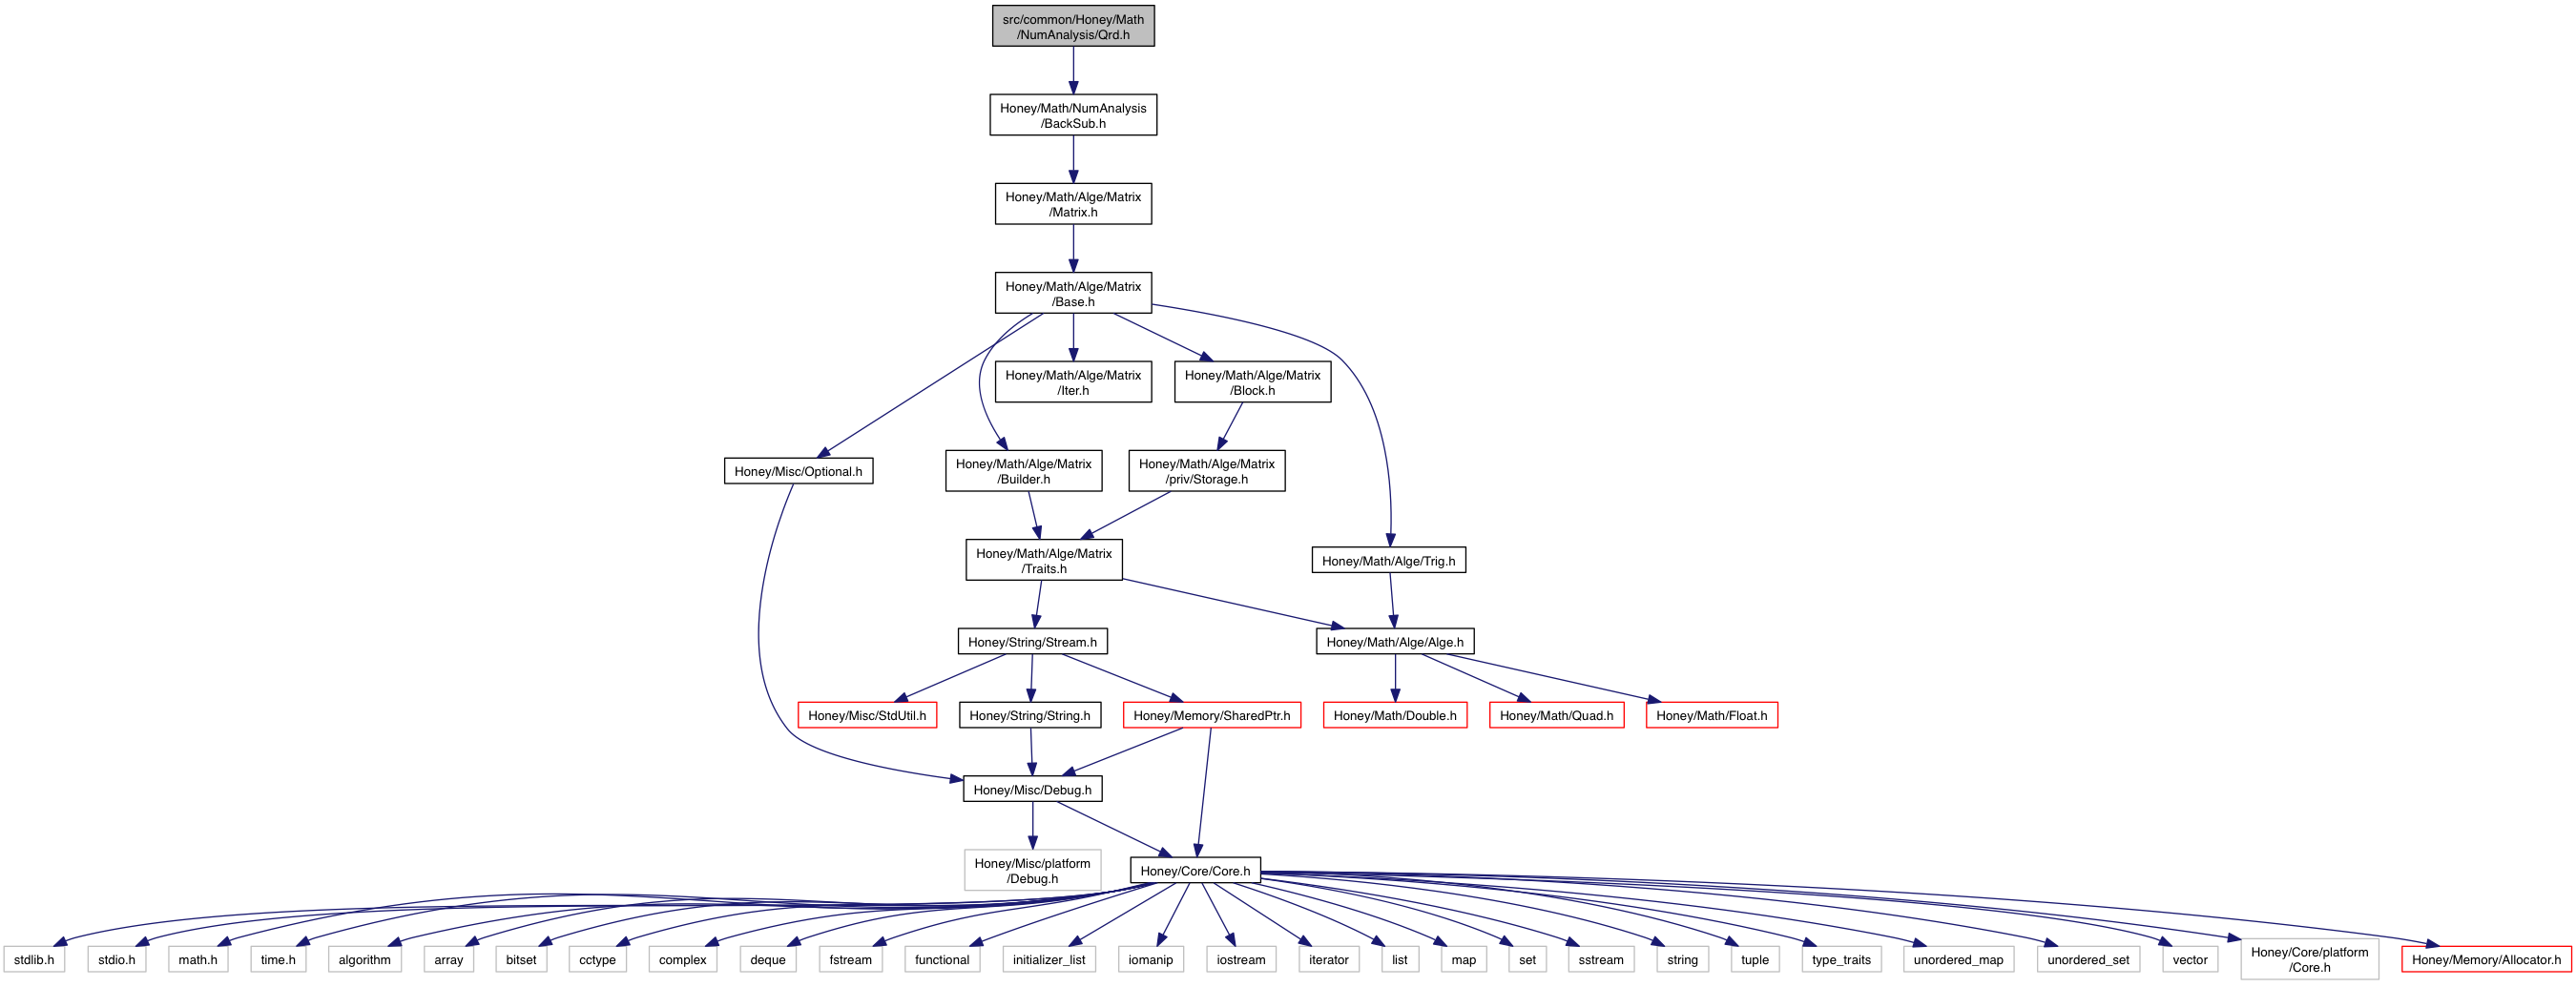 src/common/Honey/Math
/NumAnalysis/Qrd.h
Honey/Math/NumAnalysis
/BackSub.h
Honey/Math/Alge/Matrix
/Matrix.h
Honey/Math/Alge/Matrix
/Base.h
Honey/Math/Alge/Matrix
/Iter.h
Honey/Math/Alge/Matrix
/Block.h
Honey/Misc/Optional.h
Honey/Math/Alge/Matrix
/Builder.h
Honey/Math/Alge/Matrix
/priv/Storage.h
Honey/Math/Alge/Matrix
/Traits.h
Honey/Math/Alge/Trig.h
Honey/String/Stream.h
Honey/Math/Alge/Alge.h
Honey/Misc/StdUtil.h
Honey/String/String.h
Honey/Memory/SharedPtr.h
Honey/Math/Double.h
Honey/Math/Quad.h
Honey/Math/Float.h
Honey/Misc/Debug.h
Honey/Misc/platform
/Debug.h
Honey/Core/Core.h
stdlib.h
stdio.h
math.h
time.h
algorithm
array
bitset
cctype
complex
deque
fstream
functional
initializer_list
iomanip
iostream
iterator
list
map
set
sstream
string
tuple
type_traits
unordered_map
unordered_set
vector
Honey/Core/platform
/Core.h
Honey/Memory/Allocator.h